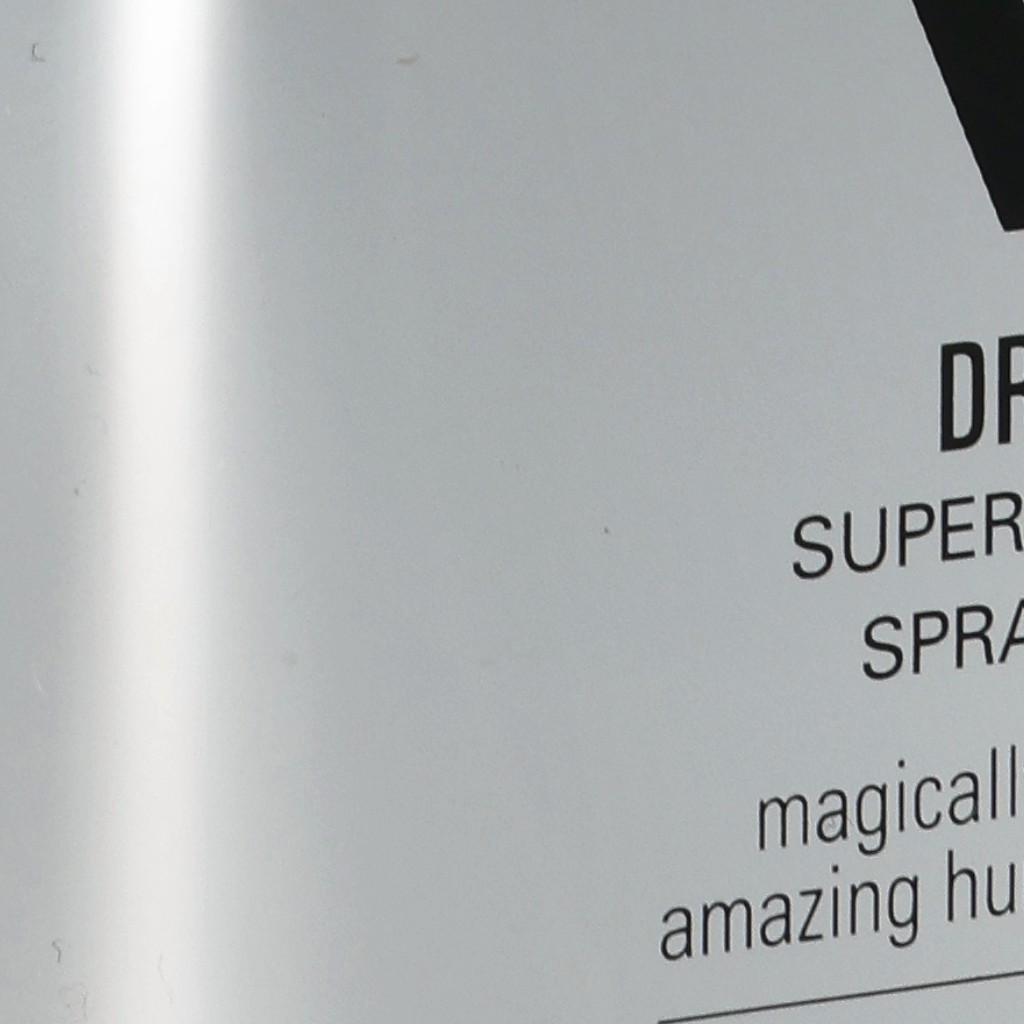 DR
SUPER
SPRA
magicall
amazing hu